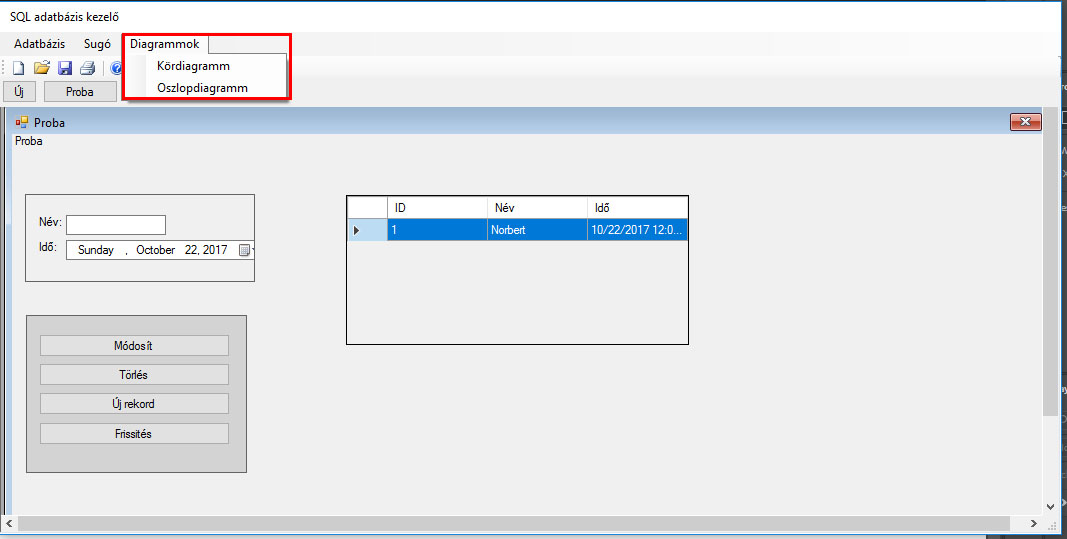 SQL adatbázis kezelő
Adatbázis Sugó Diagrammok
Kördiagramm
Oszlopdiagramm
Új Proba
Proba
Proba
Név:
Idő: Sunday , October 22, 2017
ID Név Idő
1 Norbert 10/22/2017 12:0...
Módosít
Törlés
Új rekord
Frissités